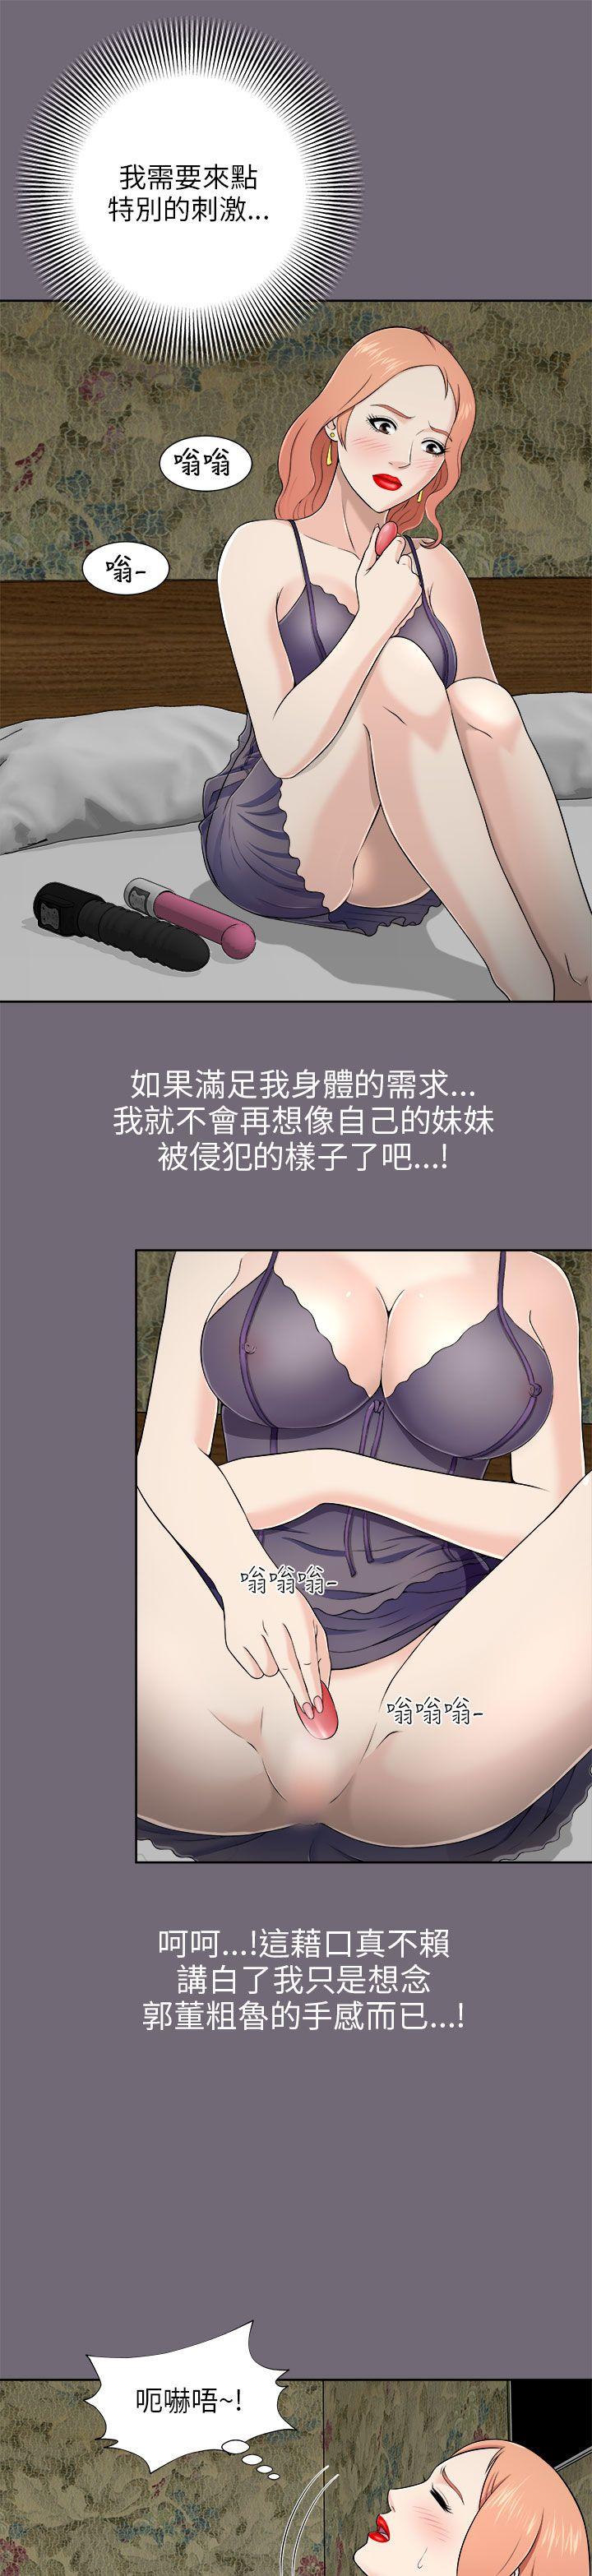 我需要來點
特別的刺激...
嗡嗡
嗡-
如果滿足我身體的需求...
我就不會再想像自己的妹妹
被侵犯的樣子了吧...!
嗡嗡嗡-
嗡嗡嗡-
呵呵...!這藉口真不賴
講白了我只是想念
郭董粗魯的手感而已...!
呃嚇唔~!